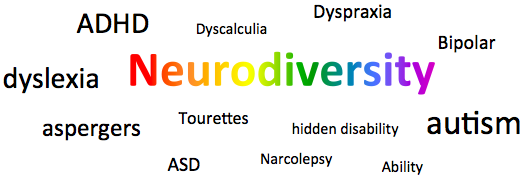 ADHD
Dyscalculia
Dyspraxia
Bipolar
dyslexia
Neurodiversity
aspergers
Tourettes
hidden disability
autism
ASD
Narcolepsy
Ability